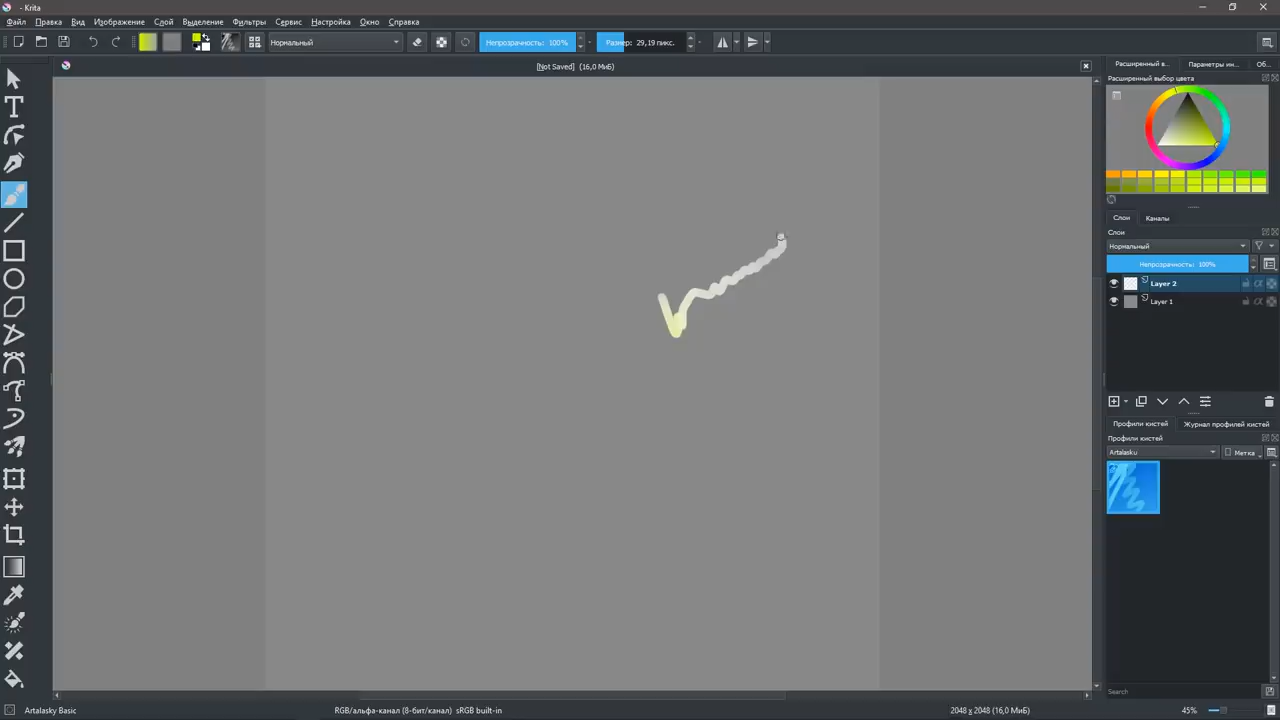 - Krita
Файл Правка Вид Изображение Слой Выделение Фильтры Сервис Настройка Окно Справка
Нормальный
Непрозрачность: 100%
Размер: 29,19 пикс.
[Not Saved] (16,0 МиБ)
Расширенный в... Параметры ин... Об...
Расширенный выбор цвета
Слои Каналы
Слои
Нормальный
Непрозрачность: 100%
Layer 2
Layer 1
Профили кистей Журнал профилей кистей
Профили кистей
Artalasku Метка
Search
Artalasky Basic
RGB/альфа-канал (8-бит/канал) sRGB built-in
2048 x 2048 (16,0 МиБ)
45%